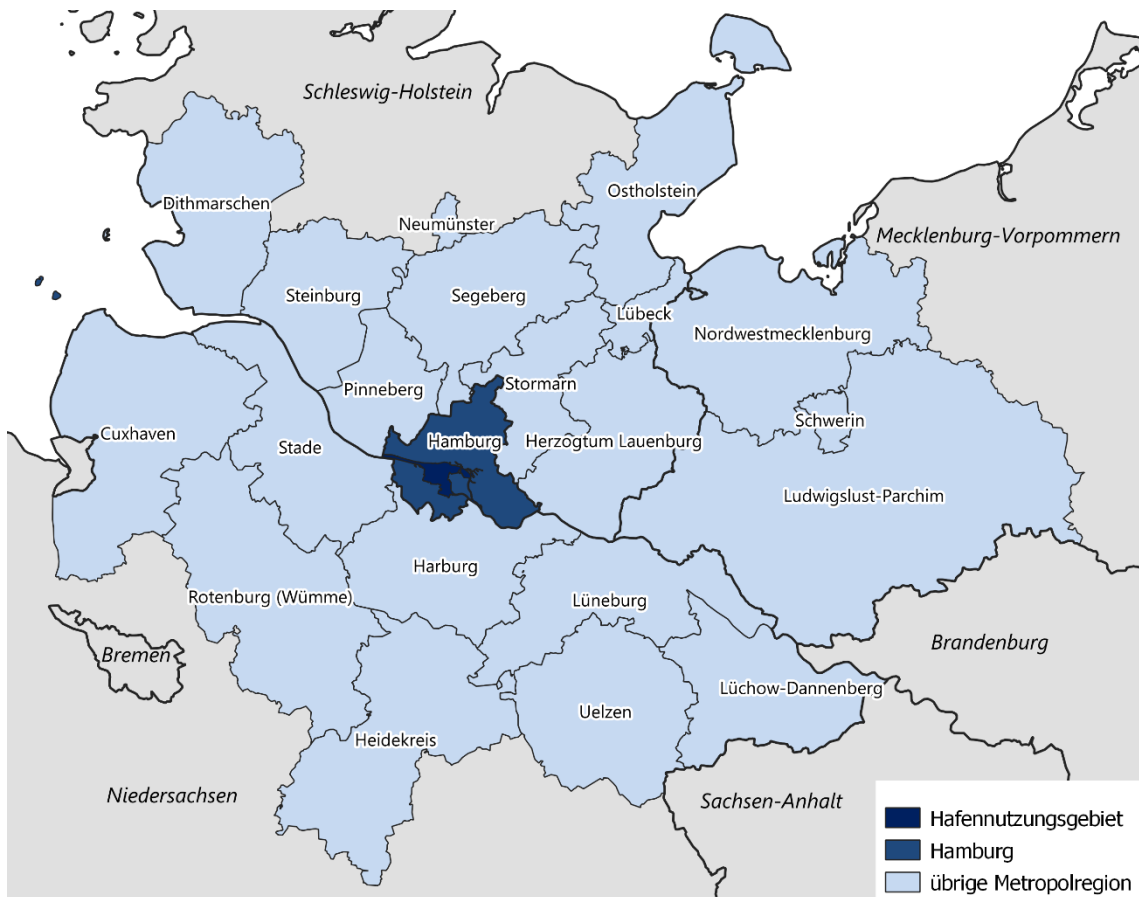 Schleswig-Holstein
Dithmarschen
Ostholstein
Neumünster
Mecklenburg-Vorpommern
Steinburg
Segeberg
Lübeck
Nordwestmecklenburg
Pinneberg
Stormarn
Schwerin
Cuxhaven
Stade
Hamburg
Herzogtum Lauenburg
Ludwigslust-Parchim
Harburg
Rotenburg (Wümme)
Lüneburg
Bremen
Brandenburg
Lüchow-Dannenberg
Uelzen
Heidekreis
Niedersachsen
Sachsen-Anhalt
Hafennutzungsgebiet
Hamburg
übrige Metropolregion